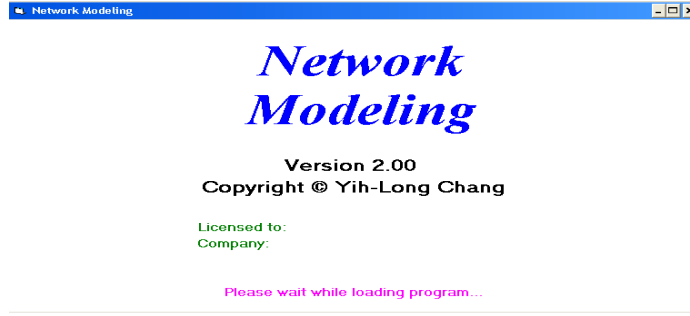 Network Modeling
Network
Modeling
Version 2.00
Copyright © Yih-Long Chang
Licensed to:
Company:
Please wait while loading program...